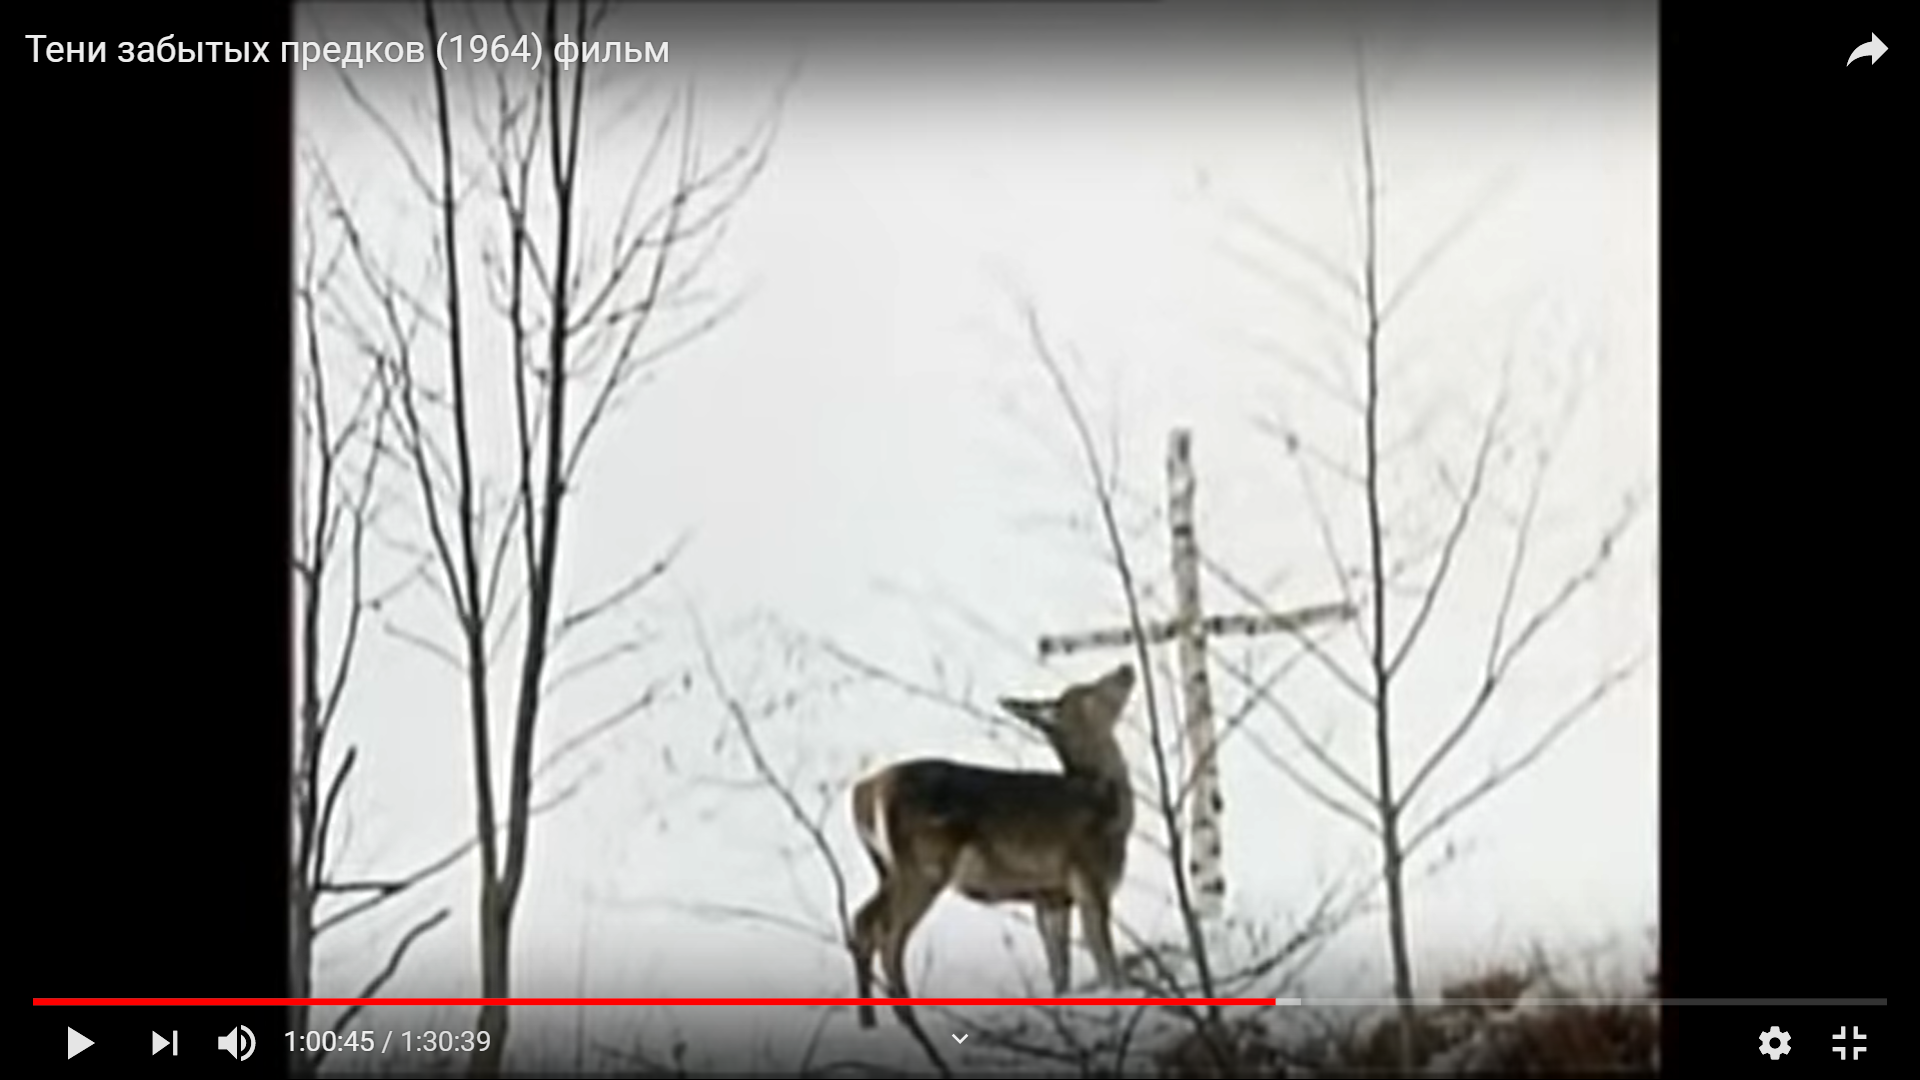 Тени забытых предков (1964) фильм
1:00:45 / 1:30:39